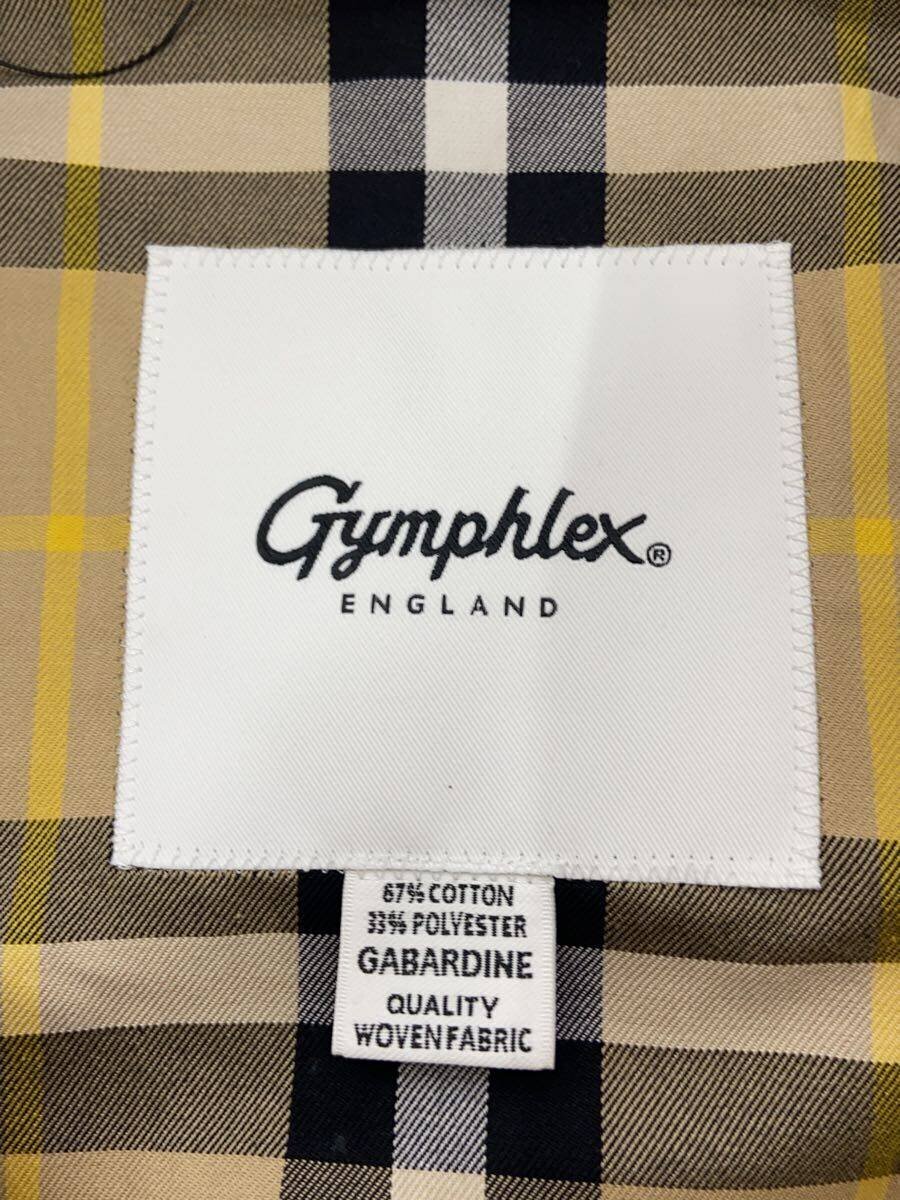 Gymphlex®
ENGLAND
67% COTTON
33% POLYESTER
GABARDINE
QUALITY
WOVEN FABRIC